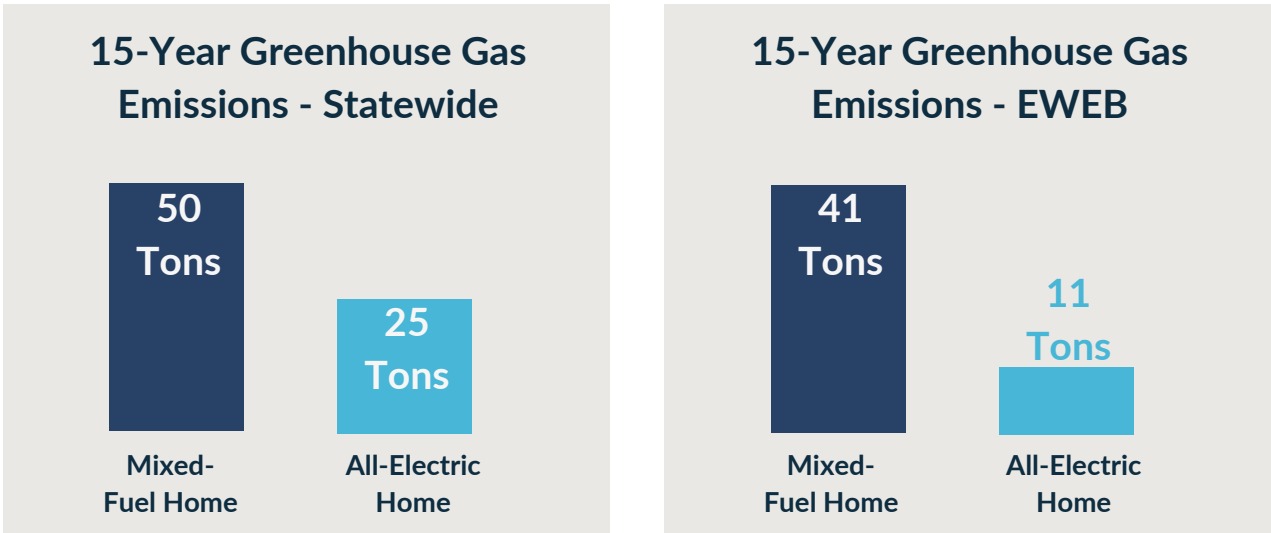 15-Year Greenhouse Gas
Emissions - Statewide
50
Tons
25
Tons
Mixed-
Fuel Home
All-Electric
Home
15-Year Greenhouse Gas
Emissions - EWEB
41
Tons
11
Tons
Mixed-
Fuel Home
All-Electric
Home